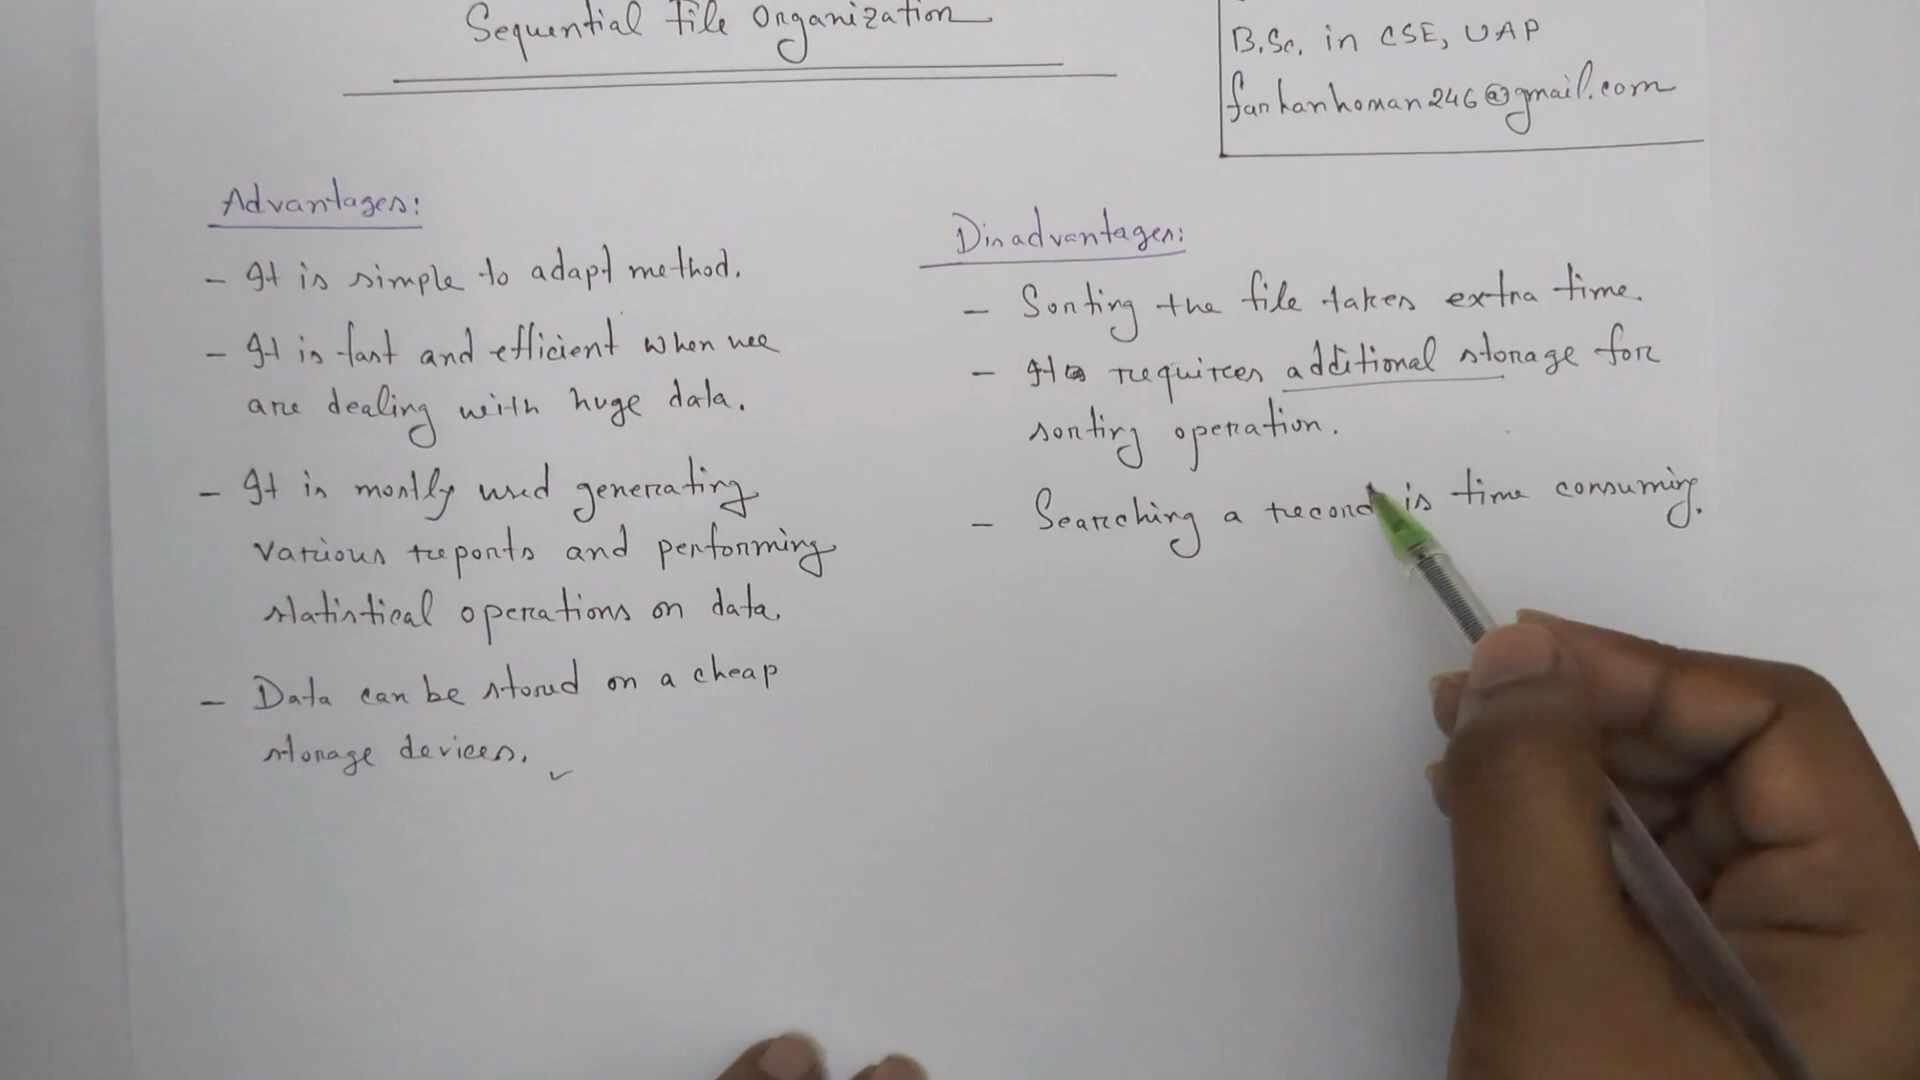 Sequential File Organization
B.Sc. in CSE, UAP
farhanhoman246@gmail.com
Advantages:
- It is simple to adapt method.
- It is fast and efficient when we
are dealing with huge data.
- It is mostly used generating
various reports and performing
statistical operations on data.
- Data can be stored on a cheap
storage devices.
Disadvantages:
- Sorting the file takes extra time.
- It requires additional storage for
sorting operation.
- Searching a record is time consuming.